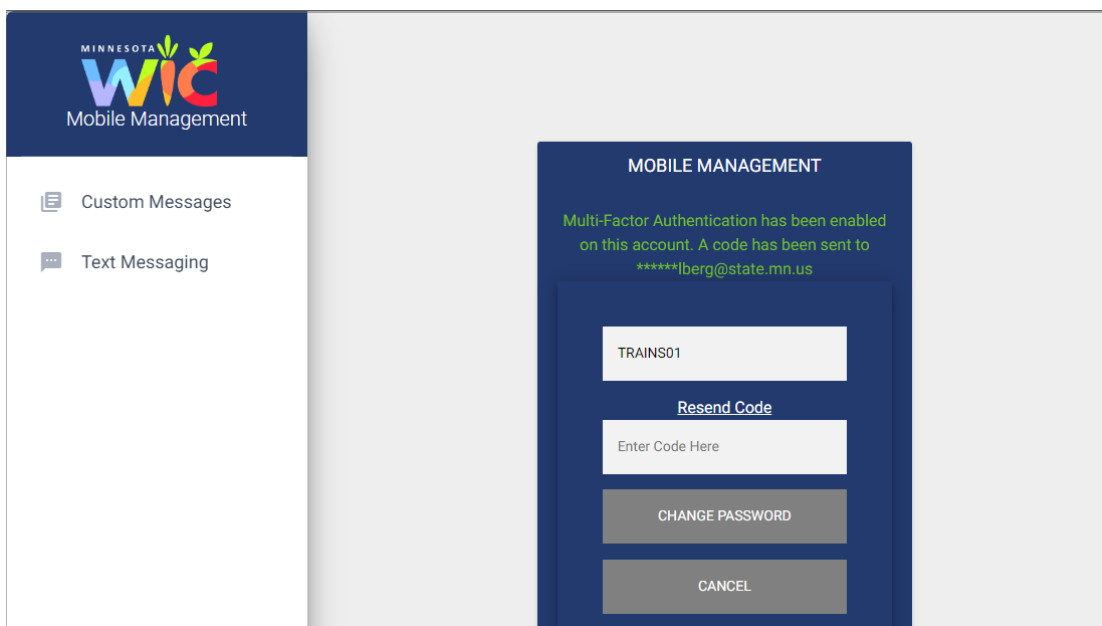 MINNESOTA
WIC
Mobile Management
Custom Messages
Text Messaging
MOBILE MANAGEMENT
Multi-Factor Authentication has been enabled
on this account. A code has been sent to
******lberg@state.mn.us
TRAINS01
Resend Code
Enter Code Here
CHANGE PASSWORD
CANCEL